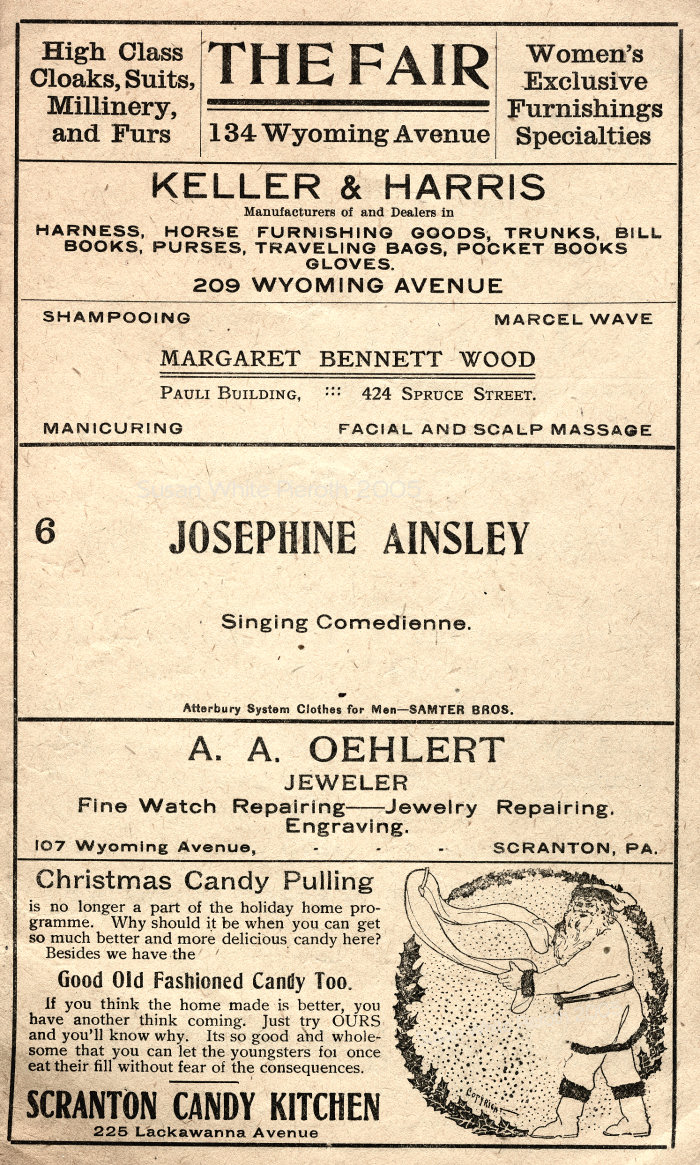 High Class
Cloaks, Suits,
Millinery,
and Furs
THE FAIR
134 Wyoming Avenue
Women's
Exclusive
Furnishings
Specialties
KELLER & HARRIS
Manufacturers of and Dealers in
HARNESS, HORSE FURNISHING GOODS, TRUNKS, BILL
BOOKS, PURSES, TRAVELING BAGS, POCKET BOOKS
GLOVES.
209 WYOMING AVENUE
SHAMPOOING MARCEL WAVE
MARGARET BENNETT WOOD
PAULI BUILDING, ::: 424 SPRUCE STREET.
MANICURING FACIAL AND SCALP MASSAGE
6 JOSEPHINE AINSLEY
Singing Comedienne.
Atterbury System Clothes for Men—SAMTER BROS.
A. A. OEHLERT
JEWELER
Fine Watch Repairing—Jewelry Repairing.
Engraving.
107 Wyoming Avenue, - - - SCRANTON, PA.
Christmas Candy Pulling
is no longer a part of the holiday home pro-
gramme. Why should it be when you can get
so much better and more delicious candy here?
Besides we have the
Good Old Fashioned Candy Too.
If you think the home made is better, you
have another think coming. Just try OURS
and you'll know why. Its so good and whole-
some that you can let the youngsters for once
eat their fill without fear of the consequences.
SCRANTON CANDY KITCHEN
225 Lackawanna Avenue
COPYRIGHT